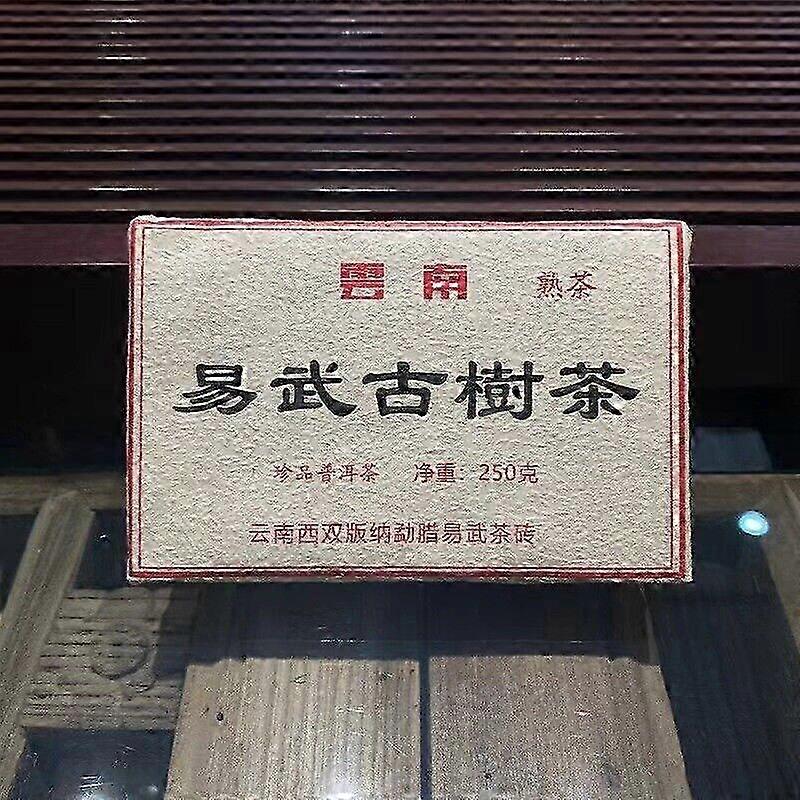 雲南 熟茶
易武古樹茶
珍品普洱茶 净重: 250克
云南西双版纳勐腊易武茶砖